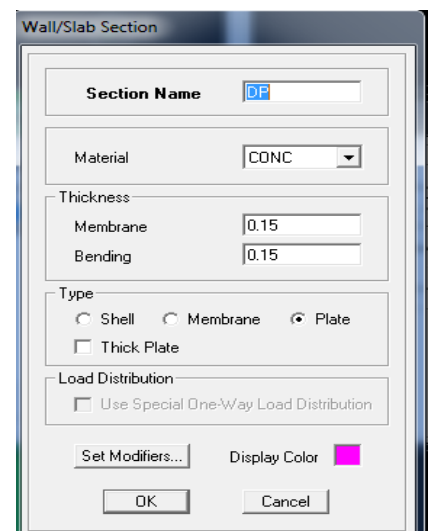 Wall/Slab Section
Section Name DP
Material CONC
Thickness
Membrane 0.15
Bending 0.15
Type
Shell Membrane Plate
Thick Plate
Load Distribution
Use Special One-Way Load Distribution
Set Modifiers... Display Color
OK Cancel